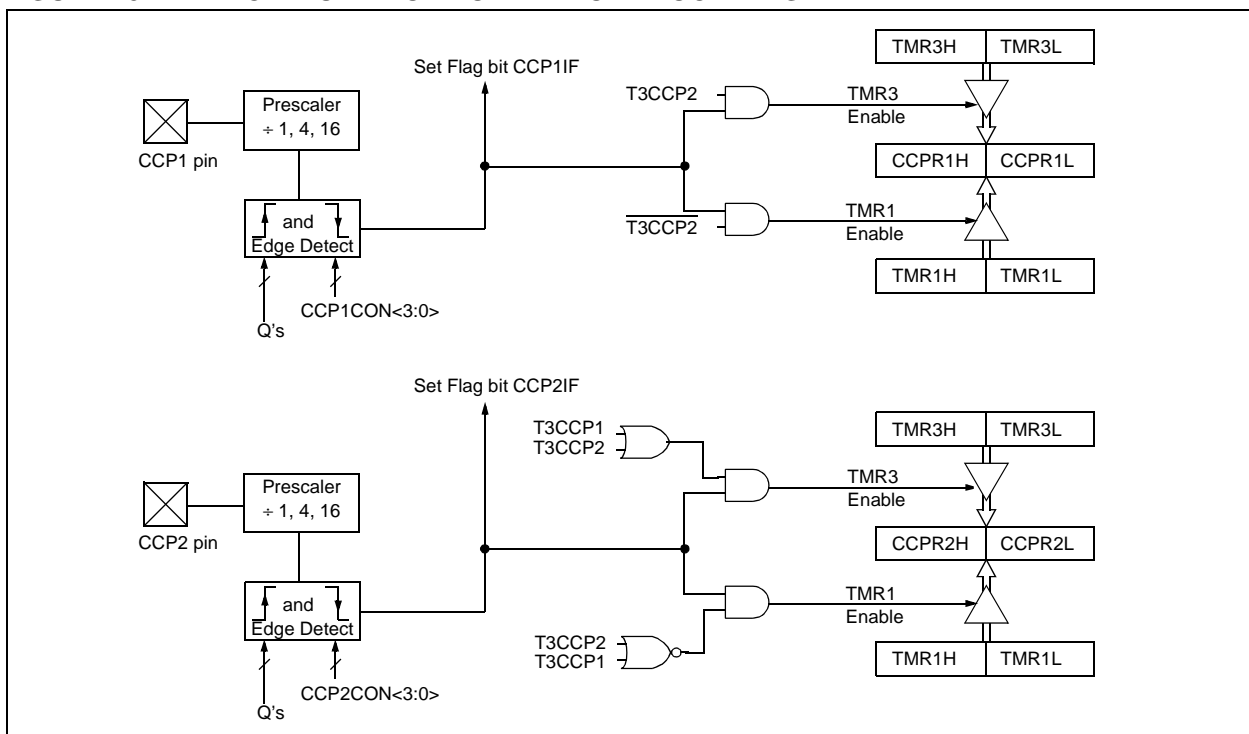 TMR3H TMR3L
Set Flag bit CCP1IF
T3CCP2
TMR3
Enable
Prescaler
÷ 1, 4, 16
CCP1 pin
CCPR1H CCPR1L
and
Edge Detect
T3CCP2
TMR1
Enable
TMR1H TMR1L
CCP1CON<3:0>
Q's
Set Flag bit CCP2IF
T3CCP1
T3CCP2
TMR3H TMR3L
TMR3
Enable
Prescaler
÷ 1, 4, 16
CCP2 pin
CCPR2H CCPR2L
and
Edge Detect
TMR1
Enable
T3CCP2
T3CCP1
TMR1H TMR1L
CCP2CON<3:0>
Q's